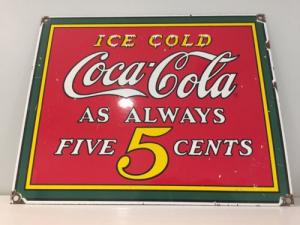 ICE COLD
Coca-Cola
AS ALWAYS
FIVE 5 CENTS